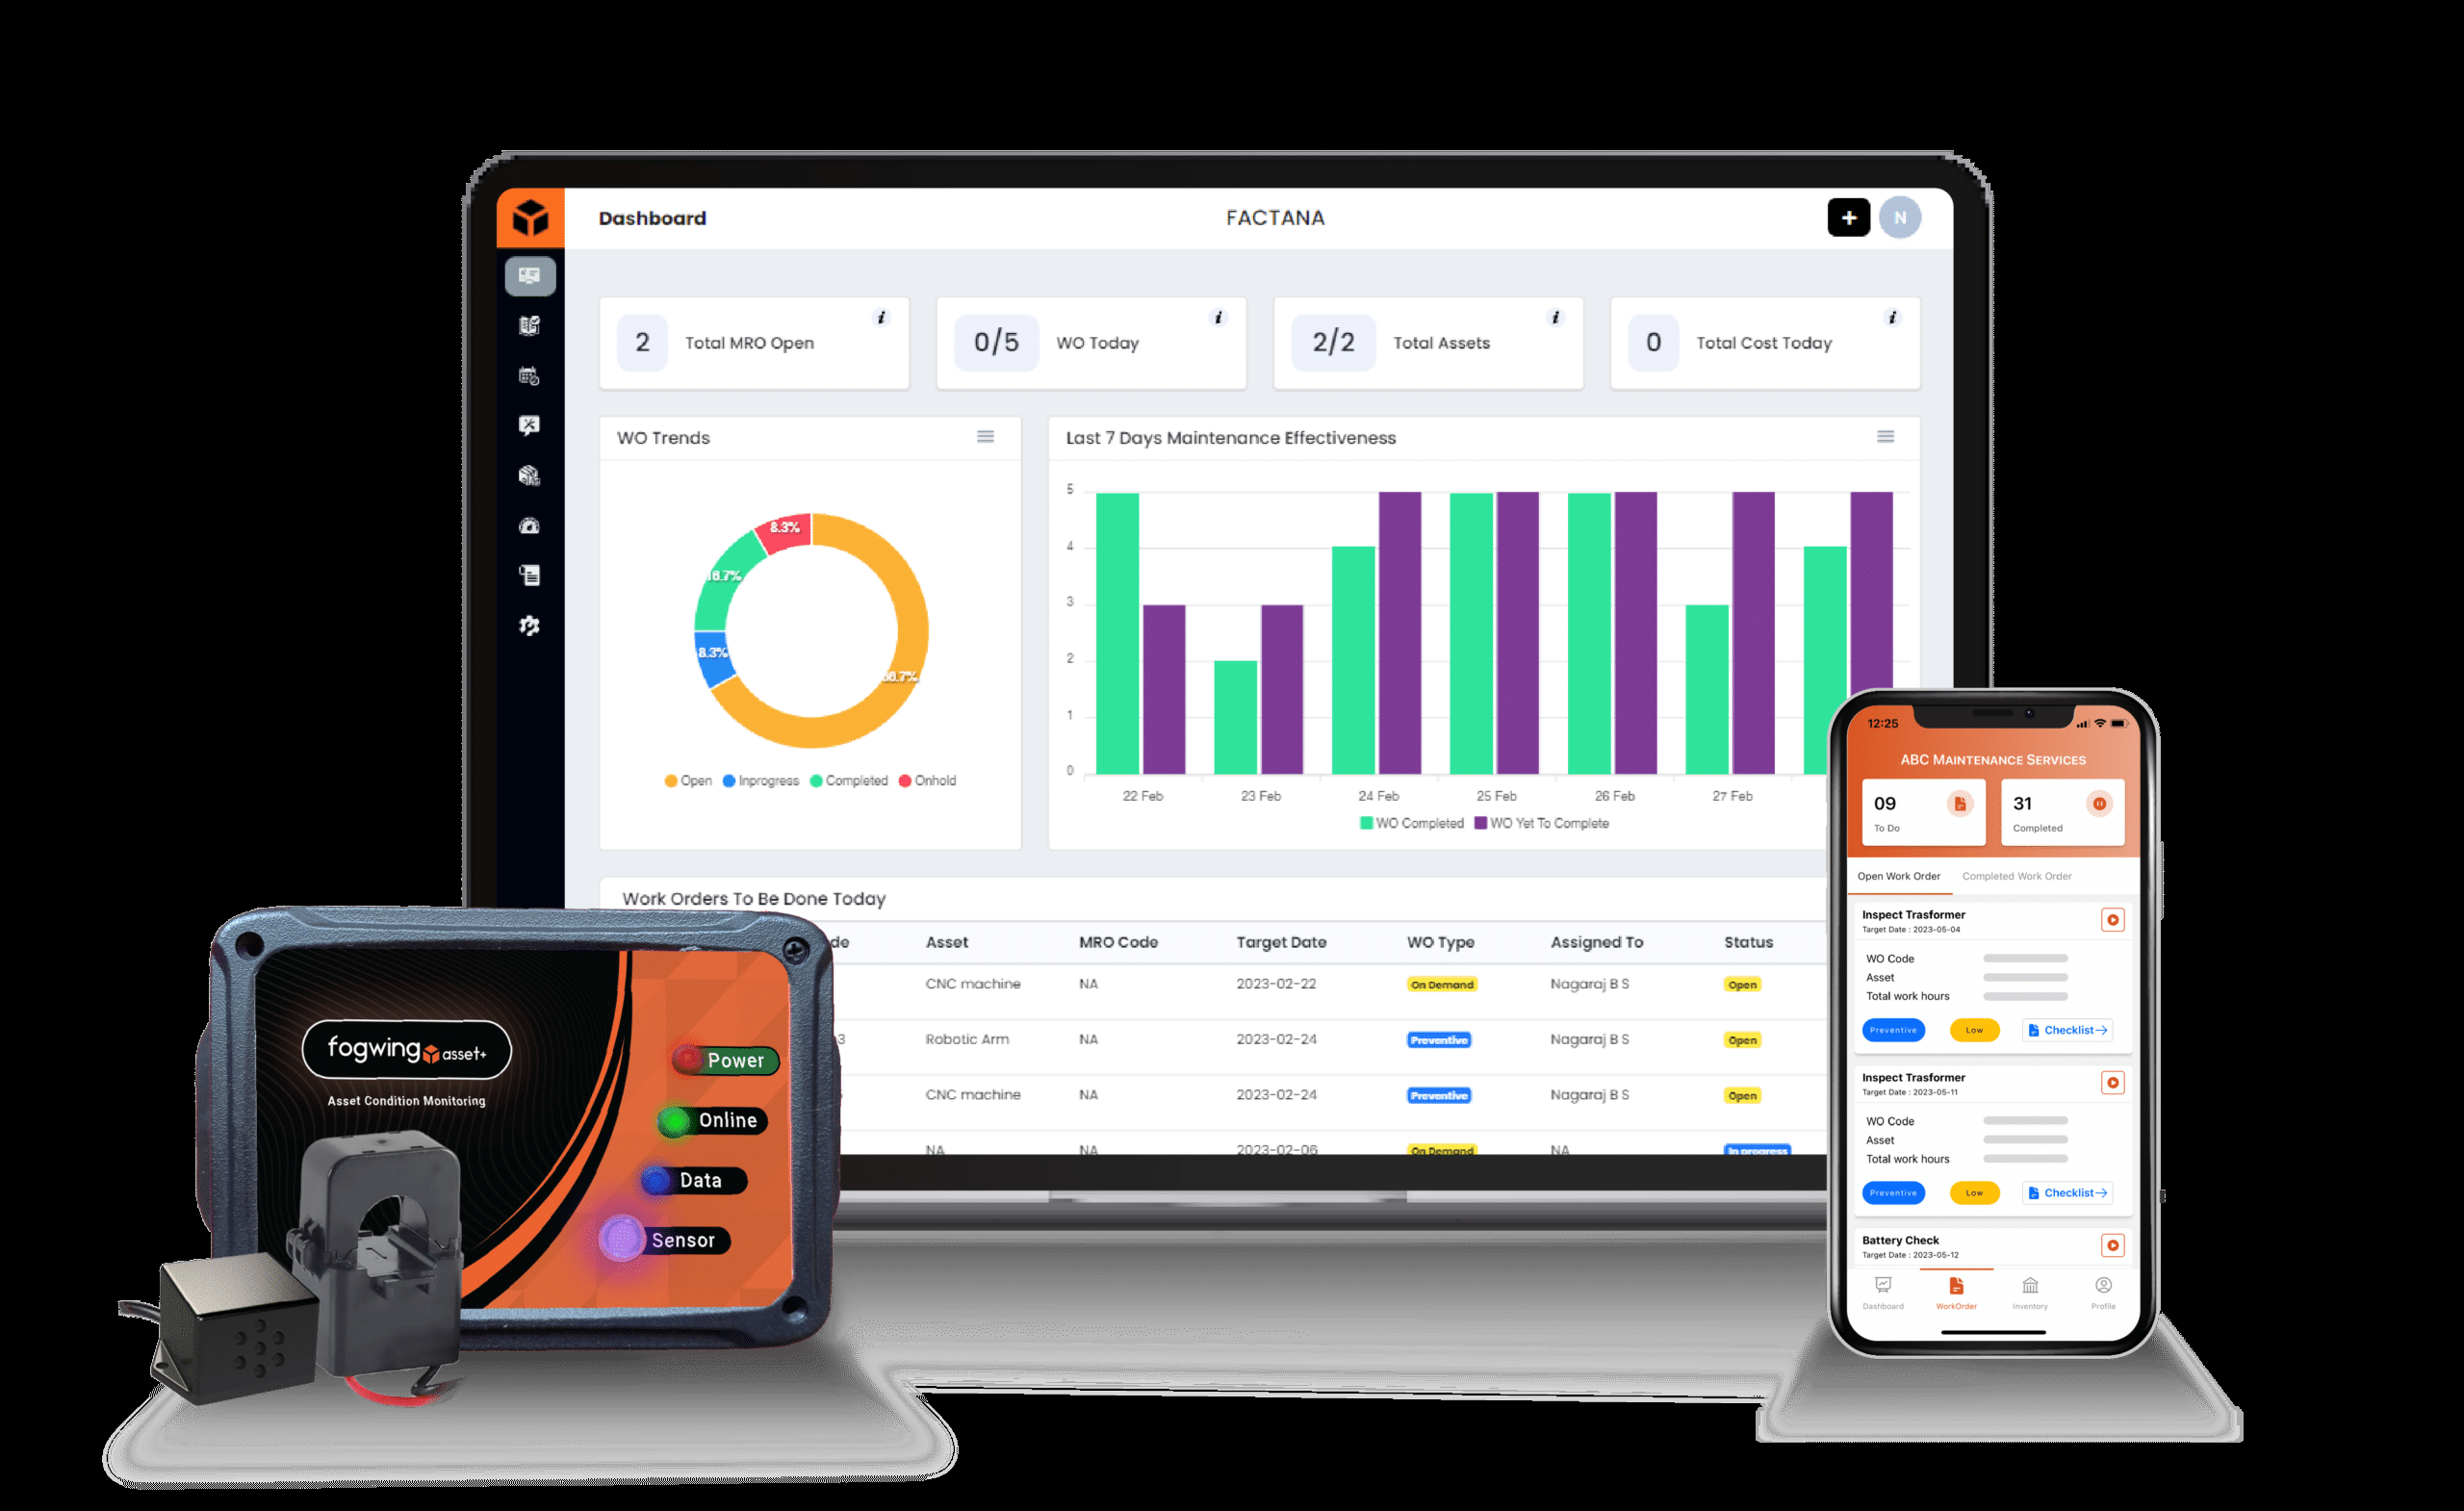 Dashboard
FACTANA
+
N
2 Total MRO Open i
0/5 WO Today i
2/2 Total Assets i
0 Total Cost Today i
WO Trends
8.3%
16.7%
8.3%
66.7%
Open Inprogress Completed Onhold
Last 7 Days Maintenance Effectiveness
5
4
3
2
1
0
22 Feb 23 Feb 24 Feb 25 Feb 26 Feb 27 Feb
WO Completed WO Yet To Complete
Work Orders To Be Done Today
de Asset MRO Code Target Date WO Type Assigned To Status
CNC machine NA 2023-02-22 On Demand Nagaraj B S Open
3 Robotic Arm NA 2023-02-24 Preventive Nagaraj B S Open
CNC machine NA 2023-02-24 Preventive Nagaraj B S Open
NA NA 2023-02-06 On Demand NA In progress
fogwing asset+
Asset Condition Monitoring
Power
Online
Data
Sensor
12:25
ABC MAINTENANCE SERVICES
09 31
To Do Completed
Open Work Order Completed Work Order
Inspect Trasformer
Target Date : 2023-05-04
WO Code
Asset
Total work hours
Preventive Low Checklist→
Inspect Trasformer
Target Date : 2023-05-11
WO Code
Asset
Total work hours
Preventive Low Checklist→
Battery Check
Target Date : 2023-05-12
Dashboard WorkOrder Inventory Profile